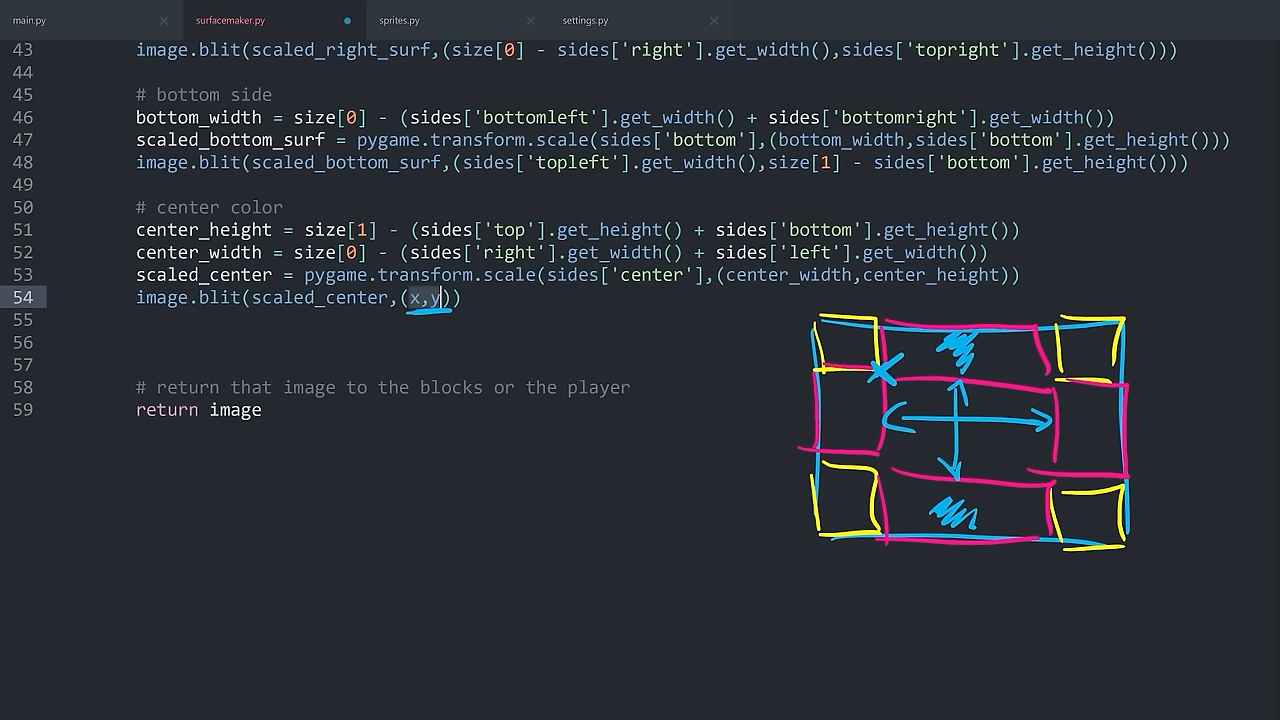 main.py surfacemaker.py sprites.py settings.py
43 image.blit(scaled_right_surf,(size[0] - sides['right'].get_width(),sides['topright'].get_height()))
44
45 # bottom side
46 bottom_width = size[0] - (sides['bottomleft'].get_width() + sides['bottomright'].get_width())
47 scaled_bottom_surf = pygame.transform.scale(sides['bottom'],(bottom_width,sides['bottom'].get_height()))
48 image.blit(scaled_bottom_surf,(sides['topleft'].get_width(),size[1] - sides['bottom'].get_height()))
49
50 # center color
51 center_height = size[1] - (sides['top'].get_height() + sides['bottom'].get_height())
52 center_width = size[0] - (sides['right'].get_width() + sides['left'].get_width())
53 scaled_center = pygame.transform.scale(sides['center'],(center_width,center_height))
54 image.blit(scaled_center,(x,y))
55
56
57
58 # return that image to the blocks or the player
59 return image